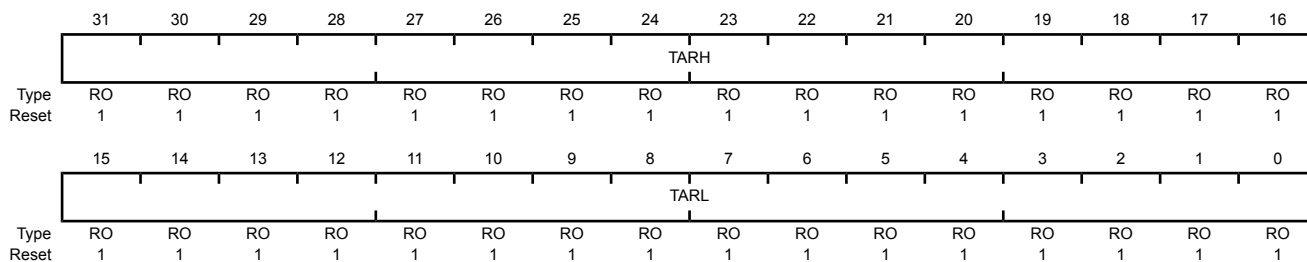 31 30 29 28 27 26 25 24 23 22 21 20 19 18 17 16
TARH
Type RO RO RO RO RO RO RO RO RO RO RO RO RO RO RO RO
Reset 1 1 1 1 1 1 1 1 1 1 1 1 1 1 1 1
15 14 13 12 11 10 9 8 7 6 5 4 3 2 1 0
TARL
Type RO RO RO RO RO RO RO RO RO RO RO RO RO RO RO RO
Reset 1 1 1 1 1 1 1 1 1 1 1 1 1 1 1 1